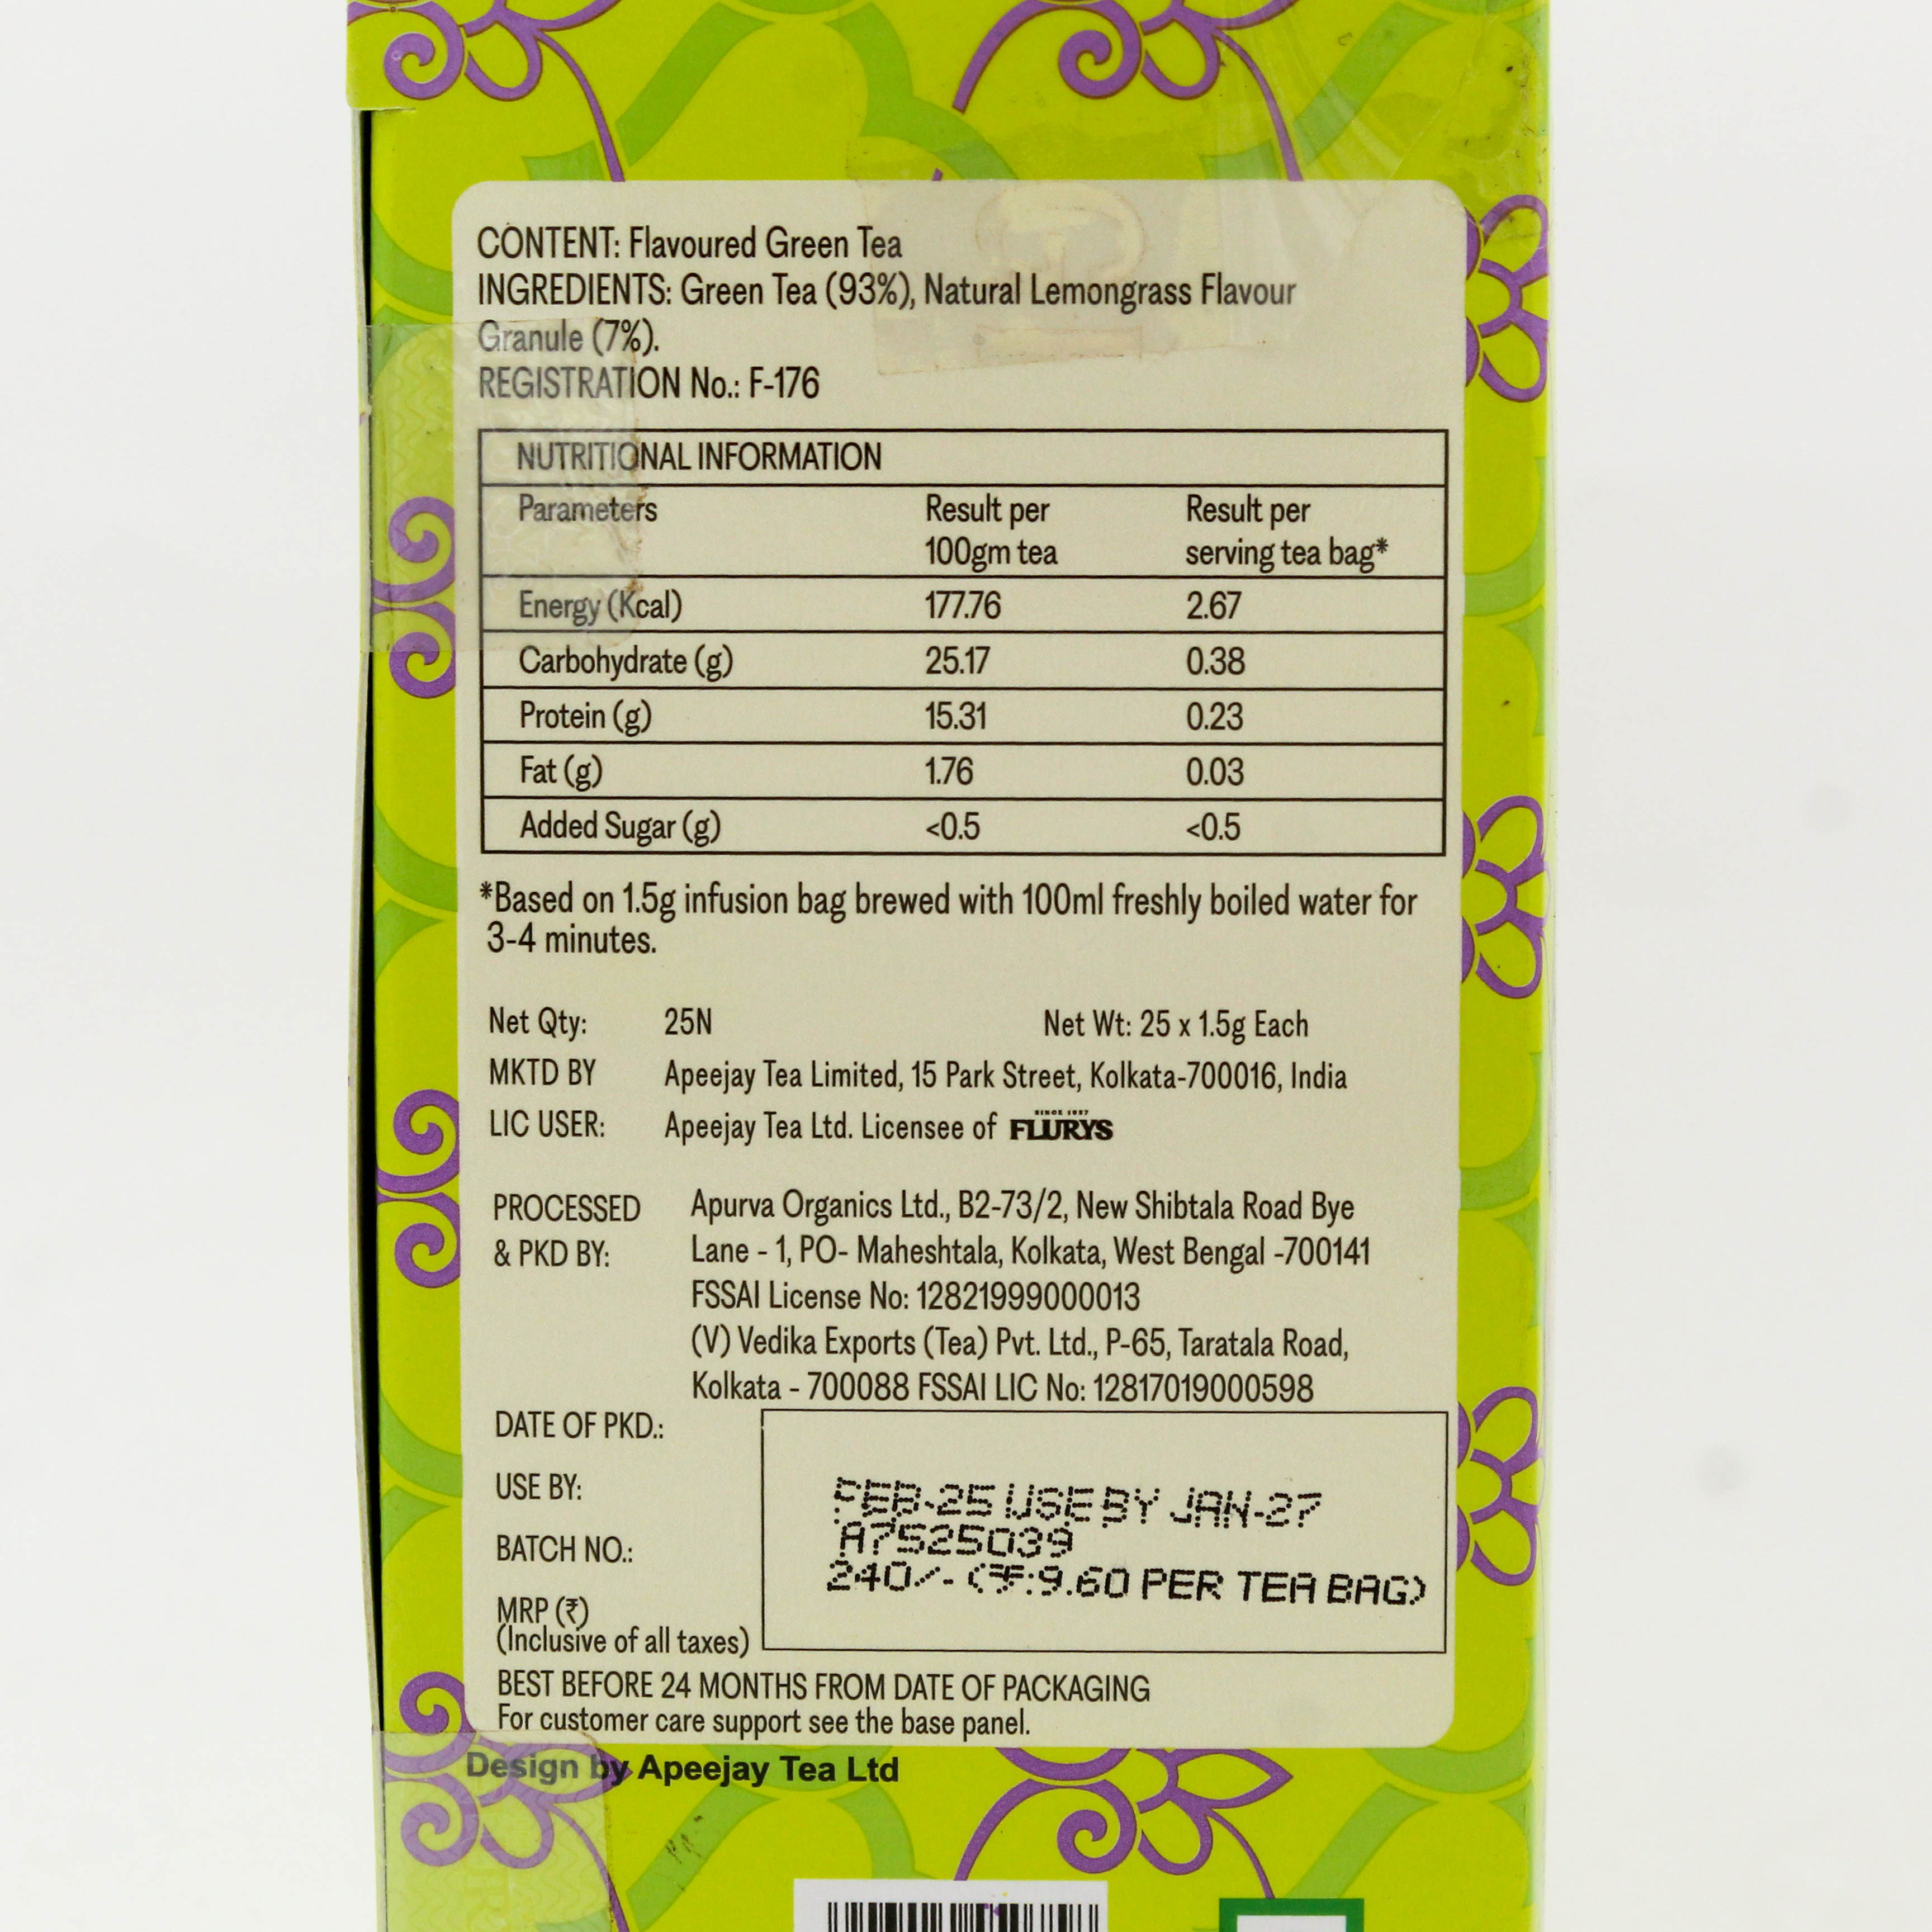 CONTENT: Flavoured Green Tea
INGREDIENTS: Green Tea (93%), Natural Lemongrass Flavour
Granule (7%).
REGISTRATION No.: F-176
NUTRITIONAL INFORMATION
Parameters Result per 100gm tea Result per serving tea bag*
Energy (Kcal) 177.76 2.67
Carbohydrate (g) 25.17 0.38
Protein (g) 15.31 0.23
Fat (g) 1.76 0.03
Added Sugar (g) <0.5 <0.5
*Based on 1.5g infusion bag brewed with 100ml freshly boiled water for
3-4 minutes.
Net Qty: 25N Net Wt: 25 x 1.5g Each
MKTD BY Apeejay Tea Limited, 15 Park Street, Kolkata-700016, India
LIC USER: Apeejay Tea Ltd. Licensee of SINCE 1927 FLURYS
PROCESSED & PKD BY: Apurva Organics Ltd., B2-73/2, New Shibtala Road Bye
Lane - 1, PO- Maheshtala, Kolkata, West Bengal -700141
FSSAI License No: 12821999000013
(V) Vedika Exports (Tea) Pvt. Ltd., P-65, Taratala Road,
Kolkata - 700088 FSSAI LIC No: 12817019000598
DATE OF PKD.:
USE BY:
BATCH NO.:
MRP (₹)
(Inclusive of all taxes)
FEB-25 USE BY JAN-27
A7525039
240/- (₹:9.60 PER TEA BAG)
BEST BEFORE 24 MONTHS FROM DATE OF PACKAGING
For customer care support see the base panel.
Design by Apeejay Tea Ltd